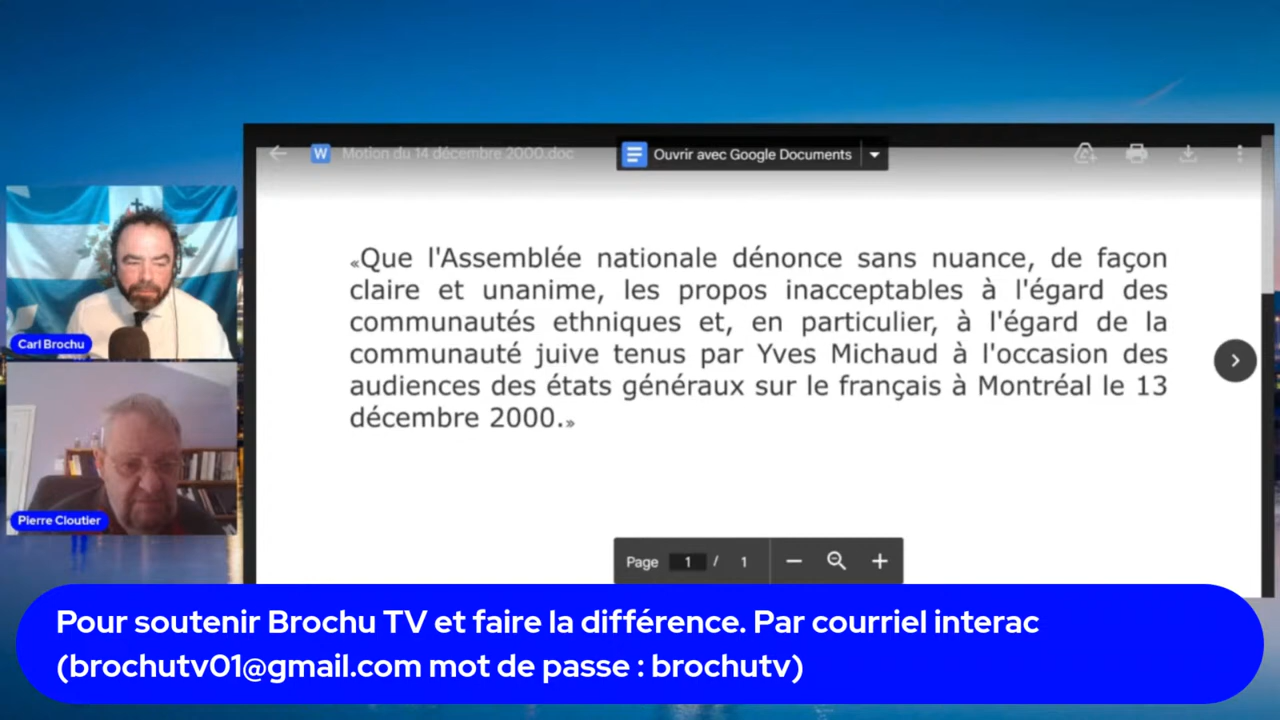 W Motion du 14 décembre 2000.doc
Ouvrir avec Google Documents
«Que l'Assemblée nationale dénonce sans nuance, de façon
claire et unanime, les propos inacceptables à l'égard des
communautés ethniques et, en particulier, à l'égard de la
communauté juive tenus par Yves Michaud à l'occasion des
audiences des états généraux sur le français à Montréal le 13
décembre 2000.»
Carl Brochu
Pierre Cloutier
Page 1 / 1
Pour soutenir Brochu TV et faire la différence. Par courriel interac
(brochutv01@gmail.com mot de passe : brochutv)